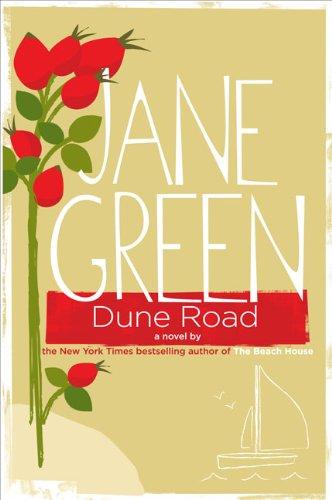 JANE
GREEN
Dune Road
a novel by
the New York Times bestselling author of The Beach House